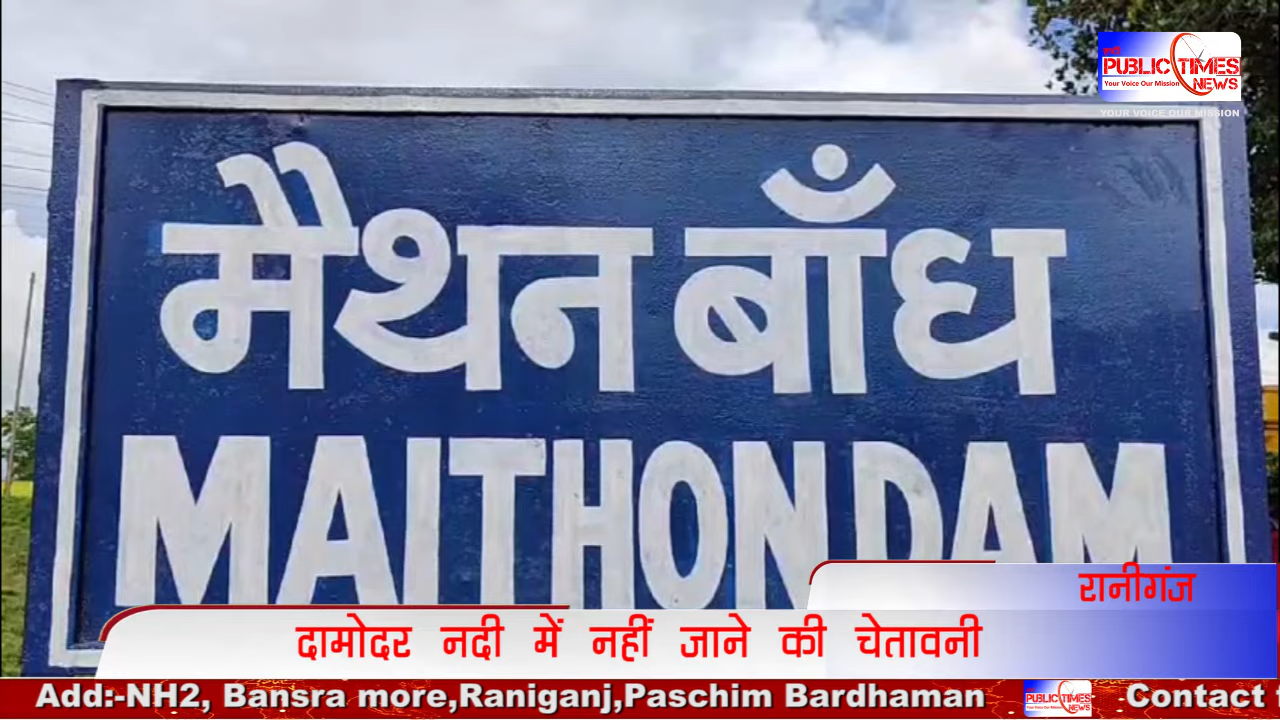 PUBLIC TIMES
Your Voice Our Mission NEWS
YOUR VOICE OUR MISSION
मैथन बाँध
MAITHON DAM
रानीगंज
दामोदर नदी में नहीं जाने की चेतावनी
Add:-NH2, Bansra more,Raniganj,Paschim Bardhaman
PUBLIC TIMES
NEWS
Contact